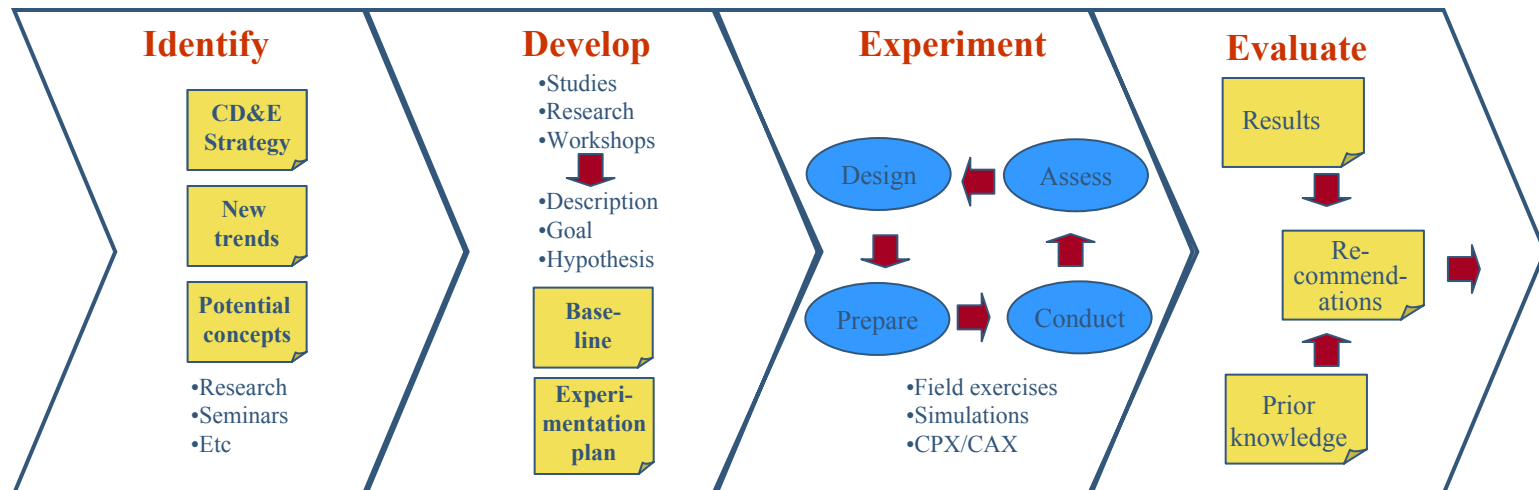 Identify
CD&E
Strategy
New
trends
Potential
concepts
•Research
•Seminars
•Etc
Develop
•Studies
•Research
•Workshops
•Description
•Goal
•Hypothesis
Base-
line
Experi-
mentation
plan
Experiment
Design
Assess
Prepare
Conduct
•Field exercises
•Simulations
•CPX/CAX
Evaluate
Results
Re-
commend-
ations
Prior
knowledge